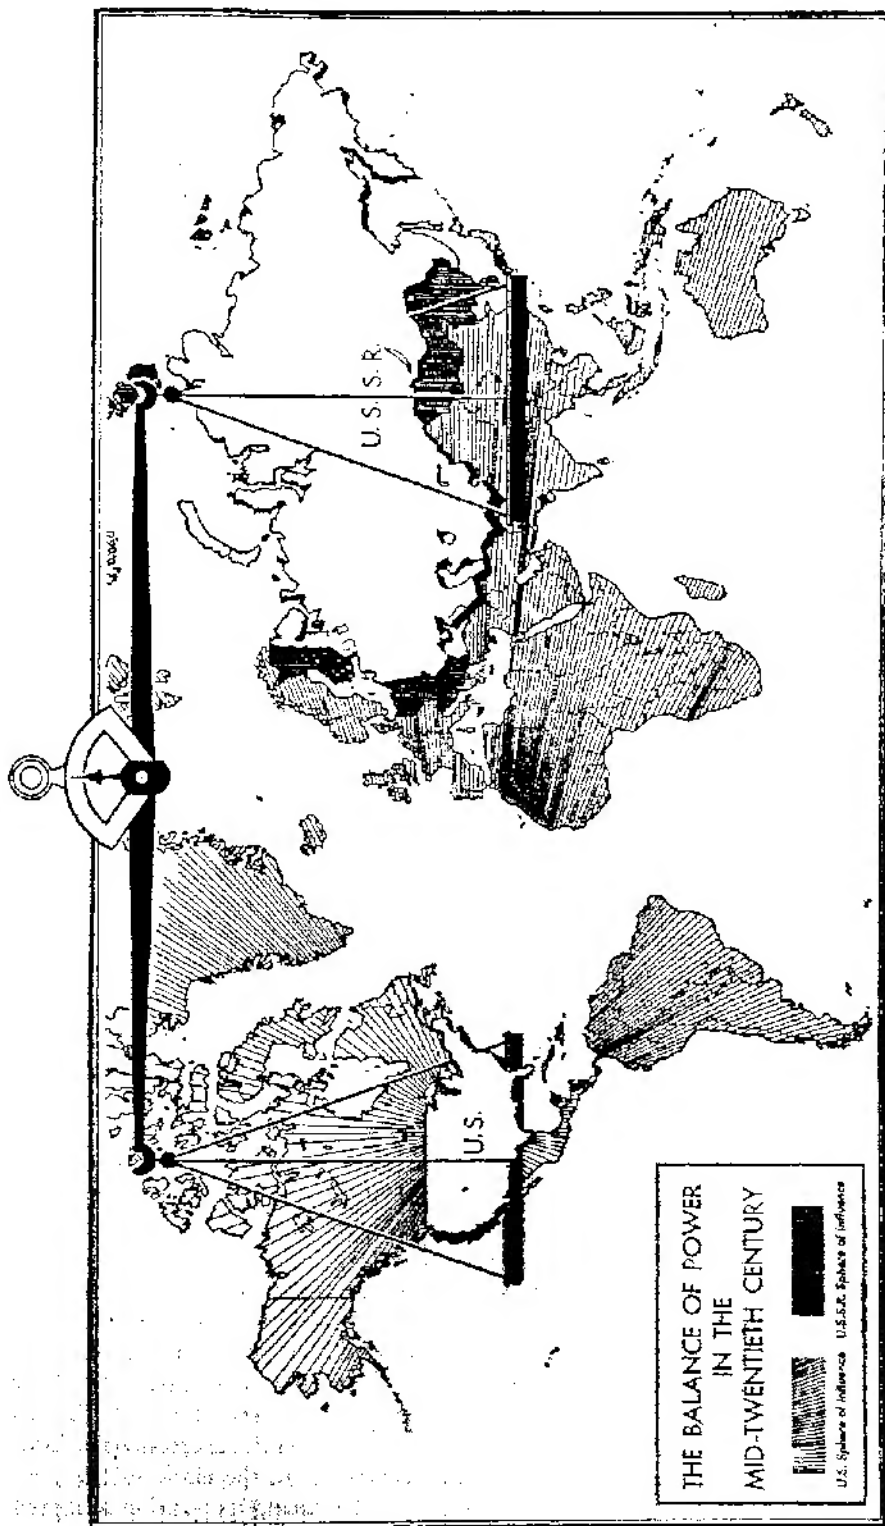 U.S.S.R.
U.S.
THE BALANCE OF POWER
IN THE
MID-TWENTIETH CENTURY
U.S. Sphere of Influence
U.S.S.R. Sphere of Influence